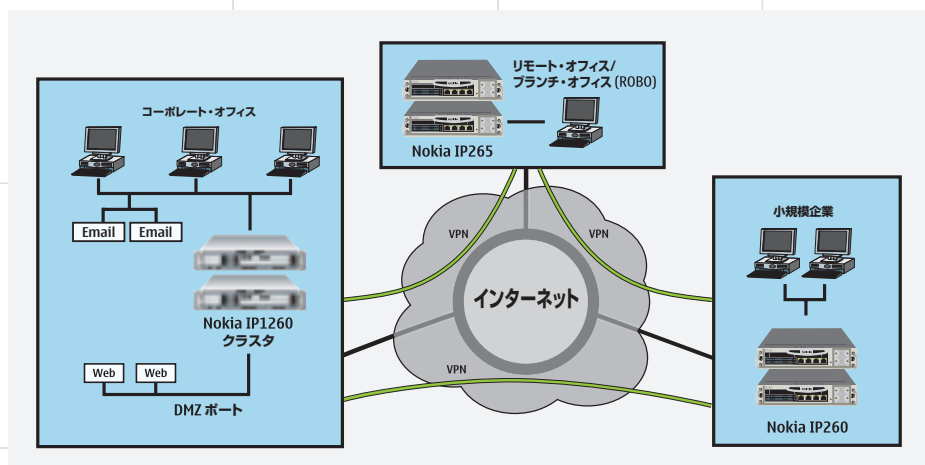 コーポレート・オフィス
Email
Email
Nokia IP1260
クラスタ
Web
Web
DMZ ポート
リモート・オフィス/
ブランチ・オフィス (ROBO)
Nokia IP265
VPN
VPN
インターネット
VPN
小規模企業
Nokia IP260